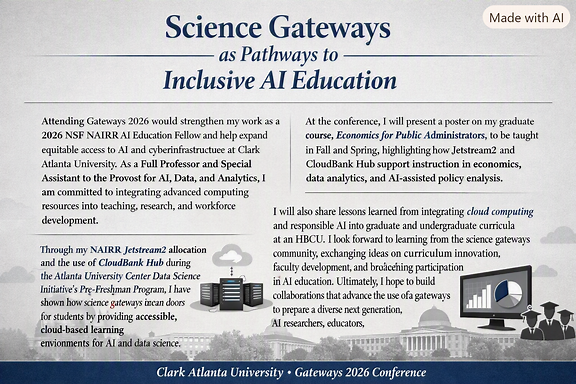 Made with AI
Science Gateways
as Pathways to
Inclusive AI Education
Attending Gateways 2026 would strengthen my work as a
2026 NSF NAIRR AI Education Fellow and help expand
equitable access to AI and cyberinfrastructuee at Clark
Atlanta University. As a Full Professor and Special
Assistant to the Provost for AI, Data, and Analytics, I
am committed to integrating advanced computing
resources into teaching, research, and workforce
development.
At the conference, I will present a poster on my graduate
course, Economics for Public Administrators, to be taught
in Fall and Spring, highlighting how Jetstream2 and
CloudBank Hub support instruction in economics,
data analytics, and AI-assisted policy enalysis.
Through my NAIRR Jetstream2 allocation
and the use of CloudBank Hub during
the Atlanta University Center Data Science
Initiative's Pre-Freshman Program, I have
shown how science gateways incan doors
for students by providing accessible,
cloud-based learning
envionments for AI and data science.
I will also share lessons learned from integrating cloud computing
and responsible AI into graduate and undergraduate curricula
at an HBCU. I look forward to learning from the science gateways
community, exchanging ideas on curriculum innovation,
faculty development, and broacening participation
in AI education. Ultimately, I hope to build
collaborations that advance the use of a gateways
to prepare a diverse next generation,
AI researchers, educators,
Clark Atlanta University • Gateways 2026 Conference